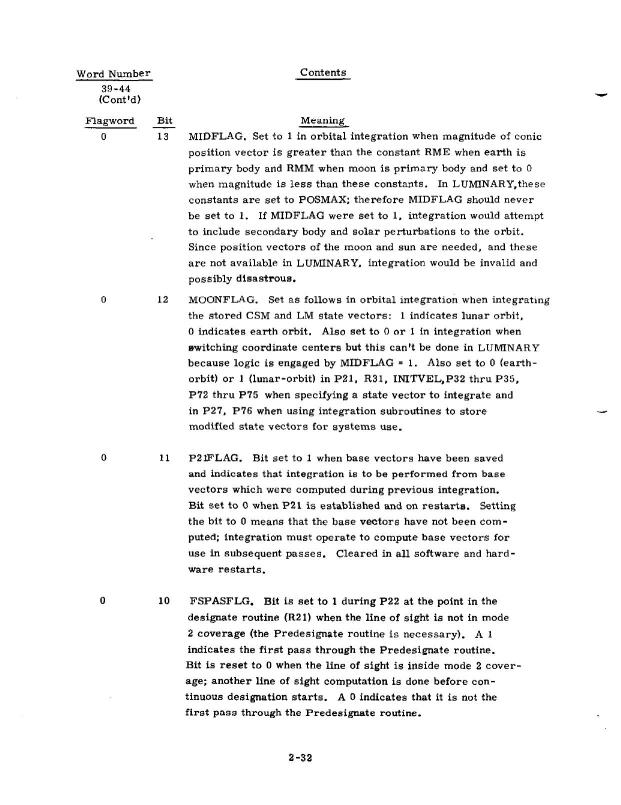 Word Number Contents
39-44
(Cont'd)
Flagword Bit Meaning
0 13 MIDFLAG. Set to 1 in orbital integration when magnitude of conic
position vector is greater than the constant RME when earth is
primary body and RMM when moon is primary body and set to 0
when magnitude is less than these constants. In LUMINARY, these
constants are set to POSMAX; therefore MIDFLAG should never
be set to 1. If MIDFLAG were set to 1, integration would attempt
to include secondary body and solar perturbations to the orbit.
Since position vectors of the moon and sun are needed, and these
are not available in LUMINARY, integration would be invalid and
possibly disastrous.
0 12 MOONFLAG. Set as follows in orbital integration when integrating
the stored CSM and LM state vectors: 1 indicates lunar orbit,
0 indicates earth orbit. Also set to 0 or 1 in integration when
switching coordinate centers but this can't be done in LUMINARY
because logic is engaged by MIDFLAG = 1. Also set to 0 (earth-
orbit) or 1 (lunar-orbit) in P21, R31, INITVEL, P32 thru P35,
P72 thru P75 when specifying a state vector to integrate and
in P27, P76 when using integration subroutines to store
modified state vectors for systems use.
0 11 P21FLAG. Bit set to 1 when base vectors have been saved
and indicates that integration is to be performed from base
vectors which were computed during previous integration.
Bit set to 0 when P21 is established and on restarts. Setting
the bit to 0 means that the base vectors have not been com-
puted; integration must operate to compute base vectors for
use in subsequent passes. Cleared in all software and hard-
ware restarts.
0 10 FSPASFLG. Bit is set to 1 during P22 at the point in the
designate routine (R21) when the line of sight is not in mode
2 coverage (the Predesignate routine is necessary). A 1
indicates the first pass through the Predesignate routine.
Bit is reset to 0 when the line of sight is inside mode 2 cover-
age; another line of sight computation is done before con-
tinuous designation starts. A 0 indicates that it is not the
first pass through the Predesignate routine.
2-32